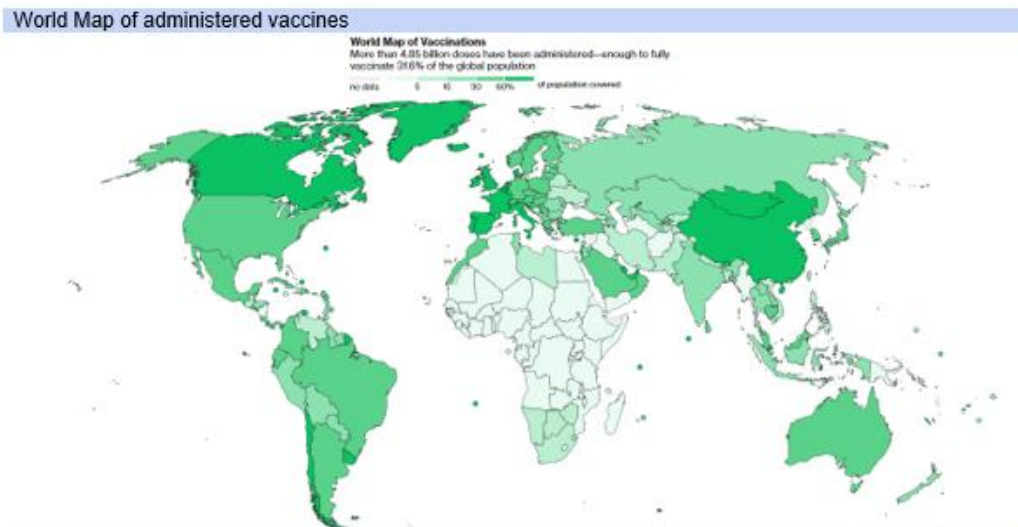 World Map of administered vaccines
World Map of Vaccinations
More than 4.85 billion doses have been administered—enough to fully
vaccinate 31.6% of the global population
no data 5 15 30 60% of population covered